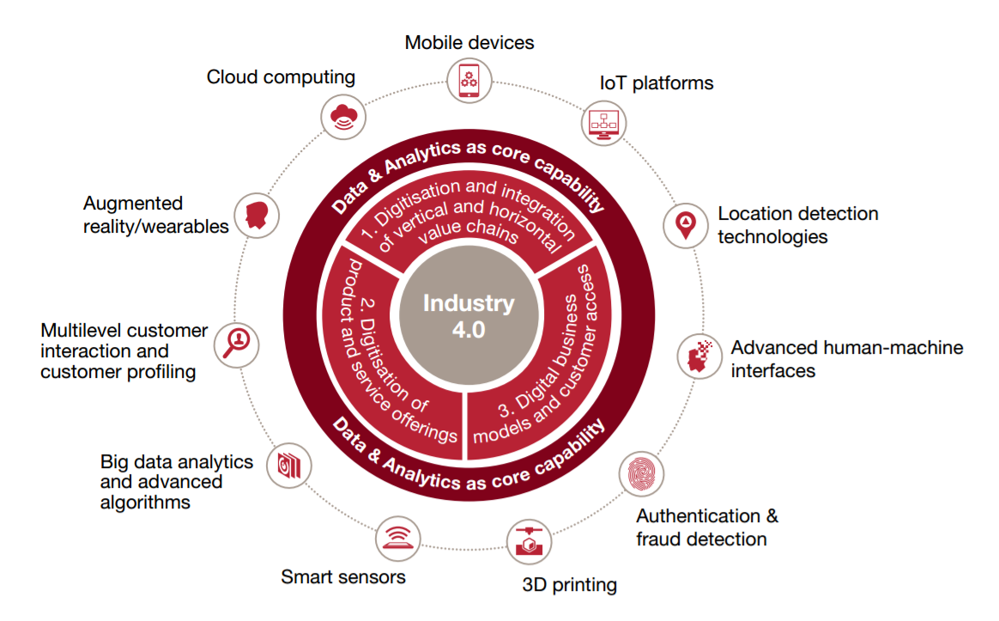 Mobile devices
Cloud computing
IoT platforms
Augmented
reality/wearables
Location detection
technologies
Multilevel customer
interaction and
customer profiling
Advanced human-machine
interfaces
Big data analytics
and advanced
algorithms
Authentication &
fraud detection
Smart sensors
3D printing
Data & Analytics as core capability
1. Digitisation and integration
of vertical and horizontal
value chains
2. Digitisation of
product and service offerings
3. Digital business
models and customer access
Industry
4.0
Data & Analytics as core capability